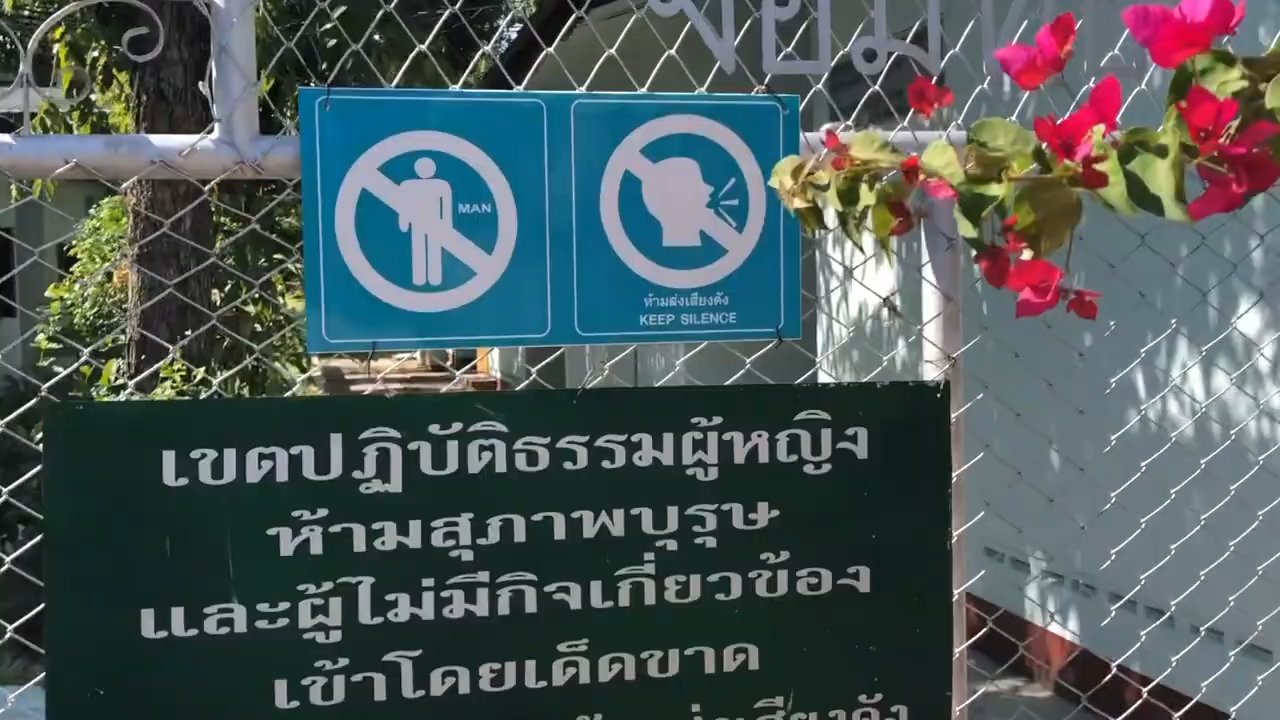 MAN
ห้ามส่งเสียงดัง
KEEP SILENCE
เขตปฏิบัติธรรมผู้หญิง
ห้ามสุภาพบุรุษ
และผู้ไม่มีกิจเกี่ยวข้อง
เข้าโดยเด็ดขาด